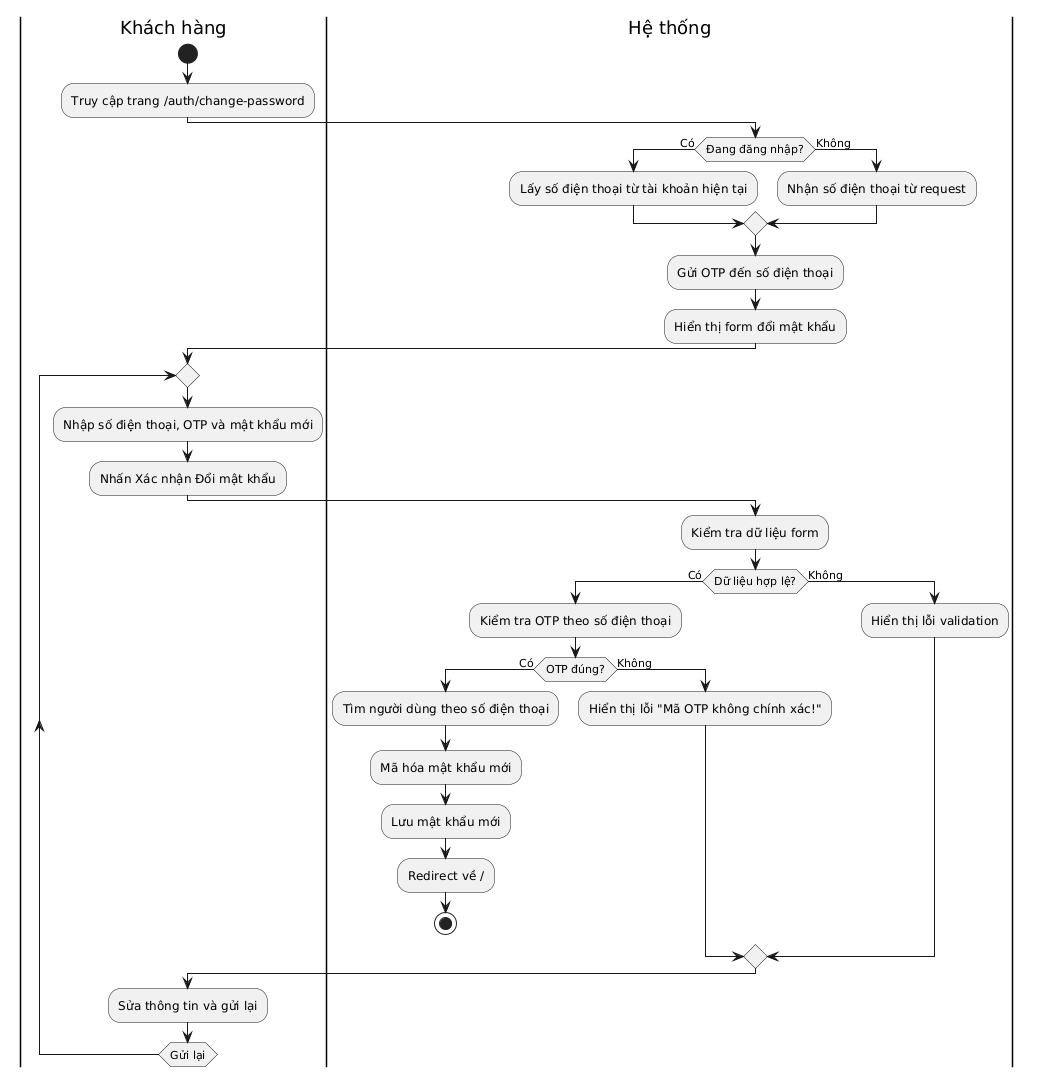 Khách hàng
Hệ thống
Truy cập trang /auth/change-password
Đang đăng nhập?
Có
Không
Lấy số điện thoại từ tài khoản hiện tại
Nhận số điện thoại từ request
Gửi OTP đến số điện thoại
Hiển thị form đổi mật khẩu
Nhập số điện thoại, OTP và mật khẩu mới
Nhấn Xác nhận Đổi mật khẩu
Kiểm tra dữ liệu form
Dữ liệu hợp lệ?
Có
Không
Kiểm tra OTP theo số điện thoại
Hiển thị lỗi validation
OTP đúng?
Có
Không
Tìm người dùng theo số điện thoại
Hiển thị lỗi "Mã OTP không chính xác!"
Mã hóa mật khẩu mới
Lưu mật khẩu mới
Redirect về /
Sửa thông tin và gửi lại
Gửi lại